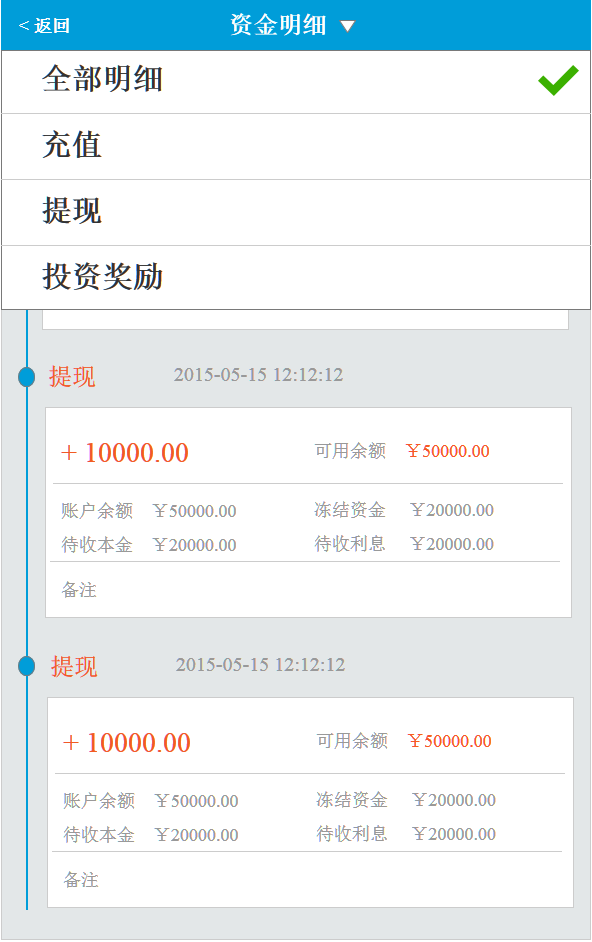 < 返回 资金明细 ▼
全部明细
充值
提现
投资奖励
提现 2015-05-15 12:12:12
+ 10000.00 可用余额 ￥50000.00
账户余额 ￥50000.00 冻结资金 ￥20000.00
待收本金 ￥20000.00 待收利息 ￥20000.00
备注
提现 2015-05-15 12:12:12
+ 10000.00 可用余额 ￥50000.00
账户余额 ￥50000.00 冻结资金 ￥20000.00
待收本金 ￥20000.00 待收利息 ￥20000.00
备注